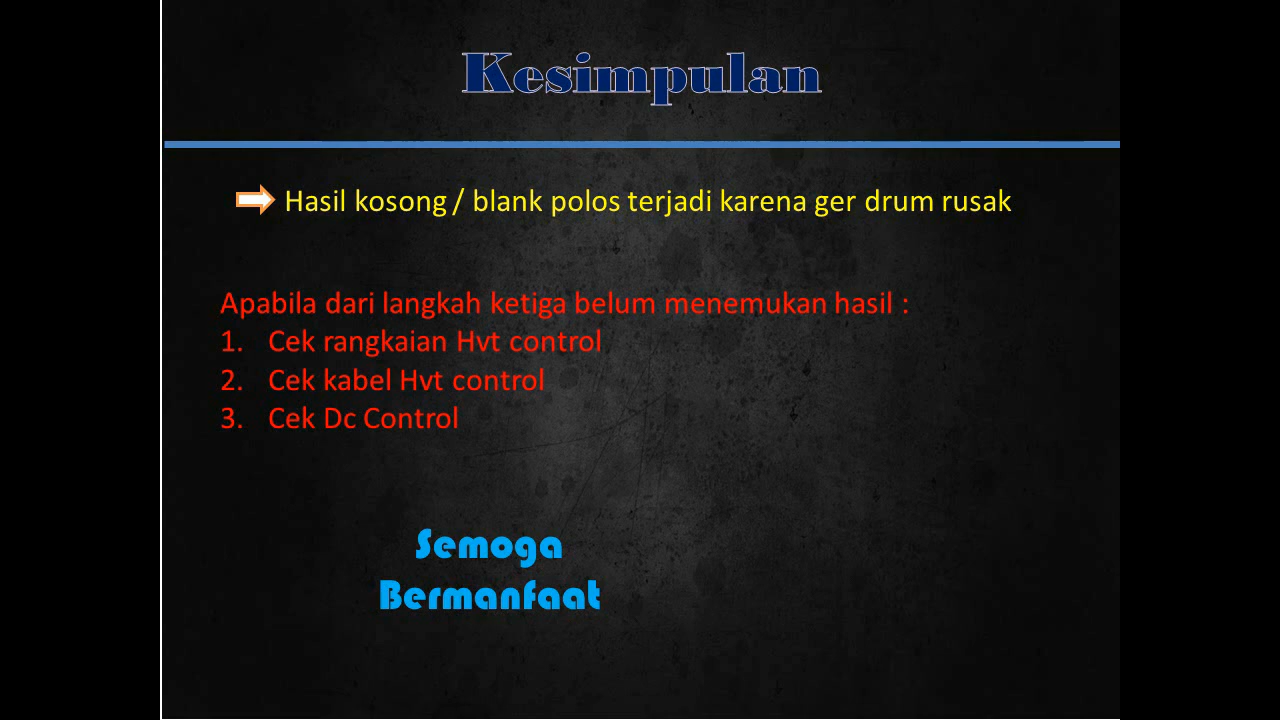 Kesimpulan
Hasil kosong / blank polos terjadi karena ger drum rusak
Apabila dari langkah ketiga belum menemukan hasil :
1. Cek rangkaian Hvt control
2. Cek kabel Hvt control
3. Cek Dc Control
Semoga
Bermanfaat